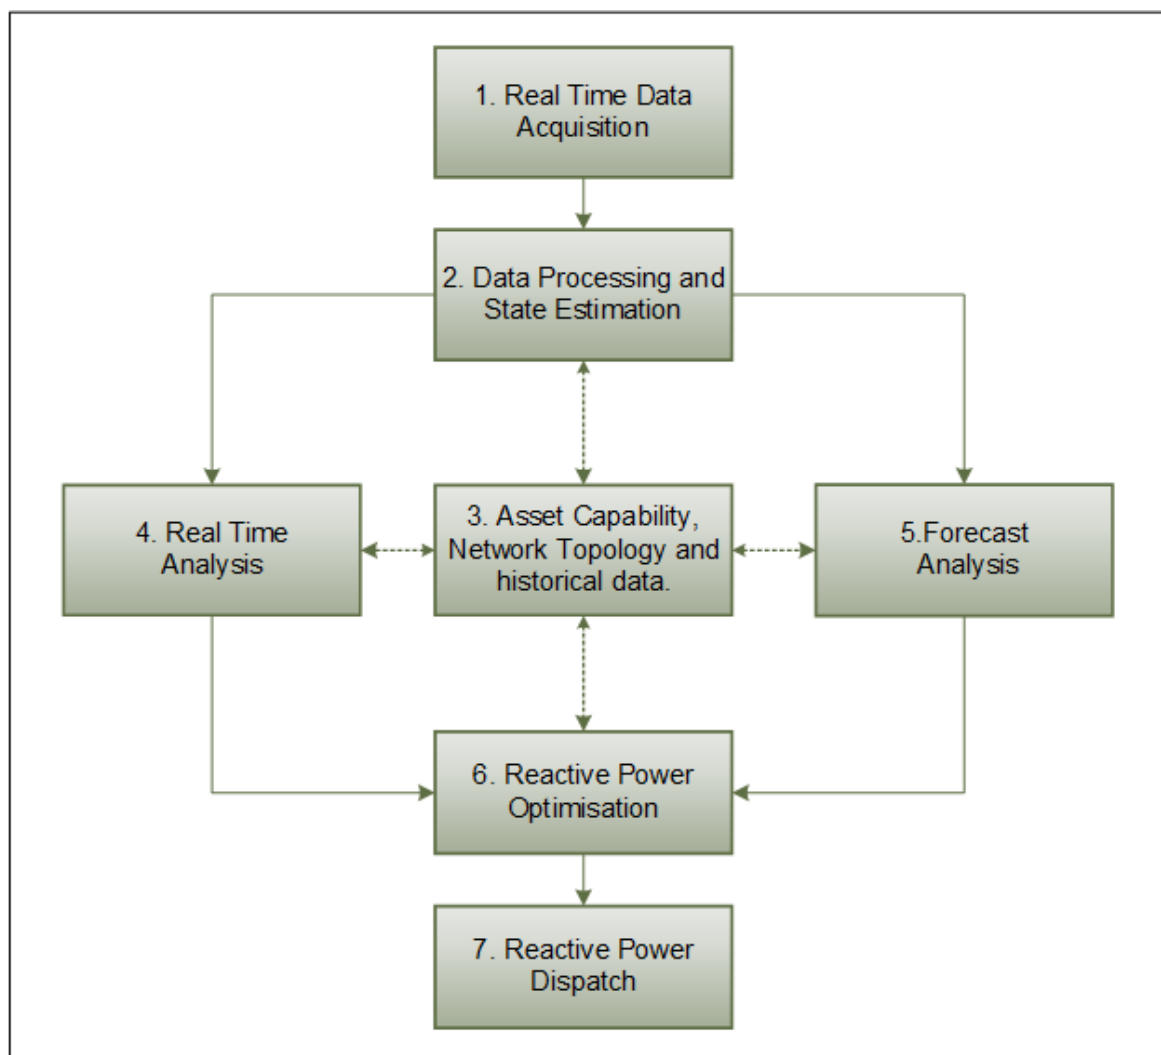 1. Real Time Data
Acquisition
2. Data Processing and
State Estimation
4. Real Time
Analysis
3. Asset Capability,
Network Topology and
historical data.
5.Forecast
Analysis
6. Reactive Power
Optimisation
7. Reactive Power
Dispatch